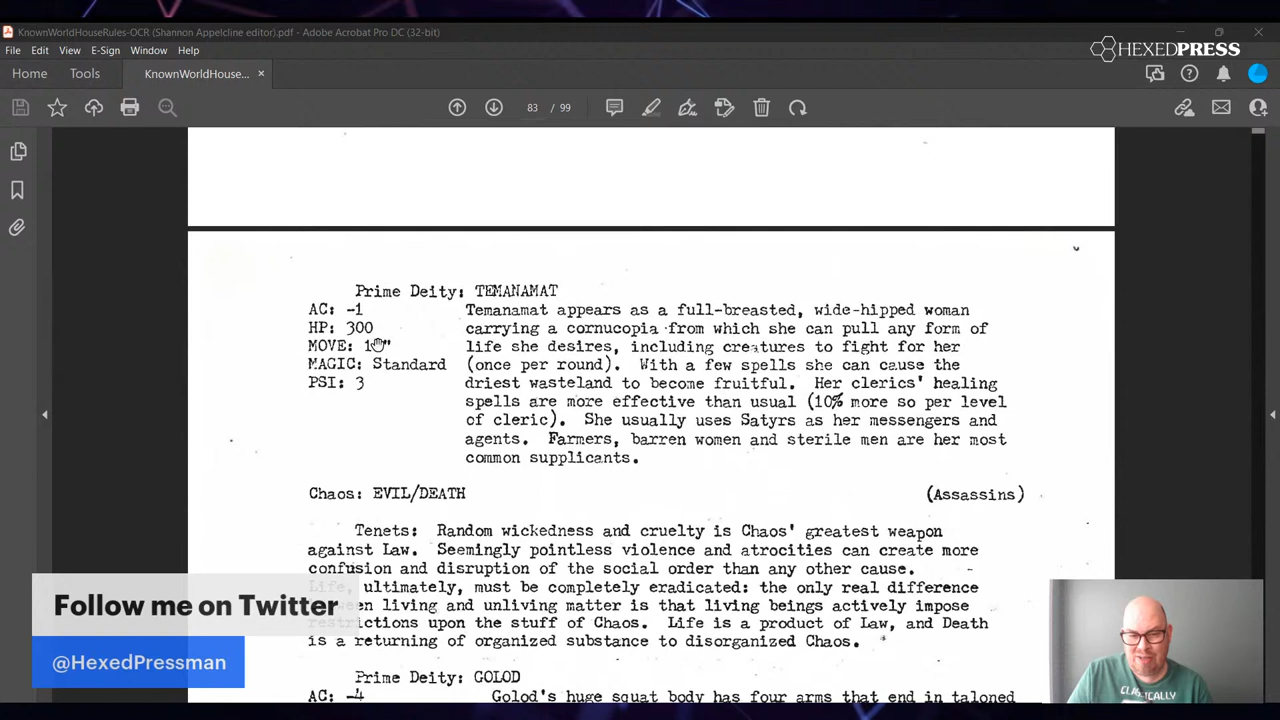 KnownWorldHouseRules-OCR (Shannon Appelcline editor).pdf - Adobe Acrobat Pro DC (32-bit)
File Edit View E-Sign Window Help
HEXEDPRESS
Home Tools KnownWorldHouse... ×
83 / 99
Prime Deity: TEMANAMAT
AC: -1
HP: 300
MOVE:
MAGIC: Standard
PSI: 3
Temanamat appears as a full-breasted, wide-hipped woman
carrying a cornucopia from which she can pull any form of
life she desires, including creatures to fight for her
(once per round). With a few spells she can cause the
driest wasteland to become fruitful. Her clerics' healing
spells are more effective than usual (10% more so per level
of cleric). She usually uses Satyrs as her messengers and
agents. Farmers, barren women and sterile men are her most
common supplicants.
Chaos: EVIL/DEATH (Assassins)
Tenets: Random wickedness and cruelty is Chaos' greatest weapon
against Law. Seemingly pointless violence and atrocities can create more
confusion and disruption of the social order than any other cause.
Life, ultimately, must be completely eradicated: the only real difference
en living and unliving matter is that living beings actively impose
restrictions upon the stuff of Chaos. Life is a product of Law, and Death
is a returning of organized substance to disorganized Chaos.
Prime Deity: GOLOD
AC: -4
Golod's huge squat body has four arms that end in taloned
Follow me on Twitter
@HexedPressman
CLASSICALLY